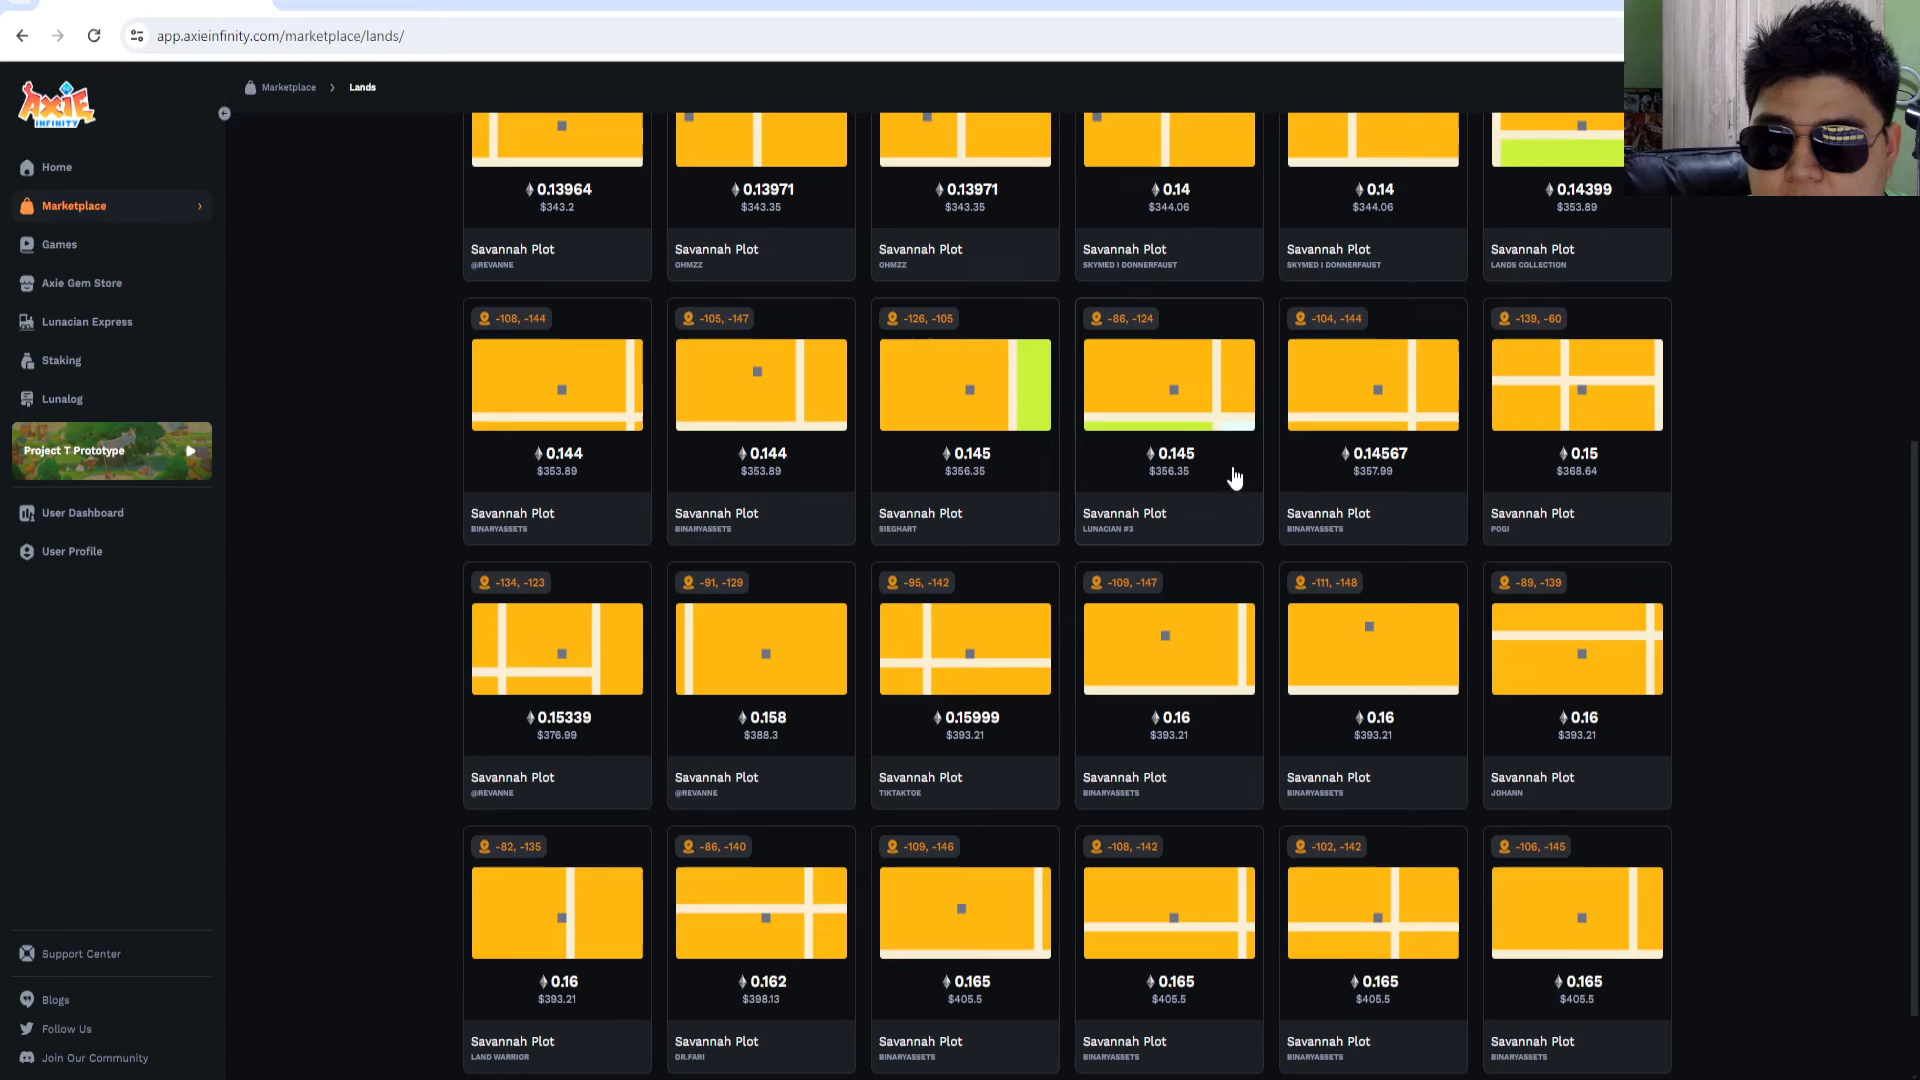 app.axieinfinity.com/marketplace/lands/
AXIE
INFINITY
Marketplace > Lands
Home
Marketplace
Games
Axie Gem Store
Lunacian Express
Staking
Lunalog
Project T Prototype
User Dashboard
User Profile
Support Center
Blogs
Follow Us
Join Our Community
0.13964 0.13971 0.13971 0.14 0.14 0.14399
$343.2 $343.35 $343.35 $344.06 $344.06 $353.89
Savannah Plot Savannah Plot Savannah Plot Savannah Plot Savannah Plot Savannah Plot
@REVANNE OHMZZ OHMZZ SKYMED I DONNERFAUST SKYMED I DONNERFAUST LANDS COLLECTION
-108, -144 -105, -147 -126, -105 -86, -124 -104, -144 -139, -60
0.144 0.144 0.145 0.145 0.14567 0.15
$353.89 $353.89 $356.35 $356.35 $357.99 $368.64
Savannah Plot Savannah Plot Savannah Plot Savannah Plot Savannah Plot Savannah Plot
BINARYASSETS BINARYASSETS SIEGHART LUNACIAN #3 BINARYASSETS POGI
-134, -123 -91, -129 -95, -142 -109, -147 -111, -148 -89, -139
0.15339 0.158 0.15999 0.16 0.16 0.16
$376.99 $388.3 $393.21 $393.21 $393.21 $393.21
Savannah Plot Savannah Plot Savannah Plot Savannah Plot Savannah Plot Savannah Plot
@REVANNE @REVANNE TIKTAKTOE BINARYASSETS BINARYASSETS JOHANN
-82, -135 -86, -140 -109, -146 -108, -142 -102, -142 -106, -145
0.16 0.162 0.165 0.165 0.165 0.165
$393.21 $398.13 $405.5 $405.5 $405.5 $405.5
Savannah Plot Savannah Plot Savannah Plot Savannah Plot Savannah Plot Savannah Plot
LAND WARRIOR DR.FARI BINARYASSETS BINARYASSETS BINARYASSETS BINARYASSETS